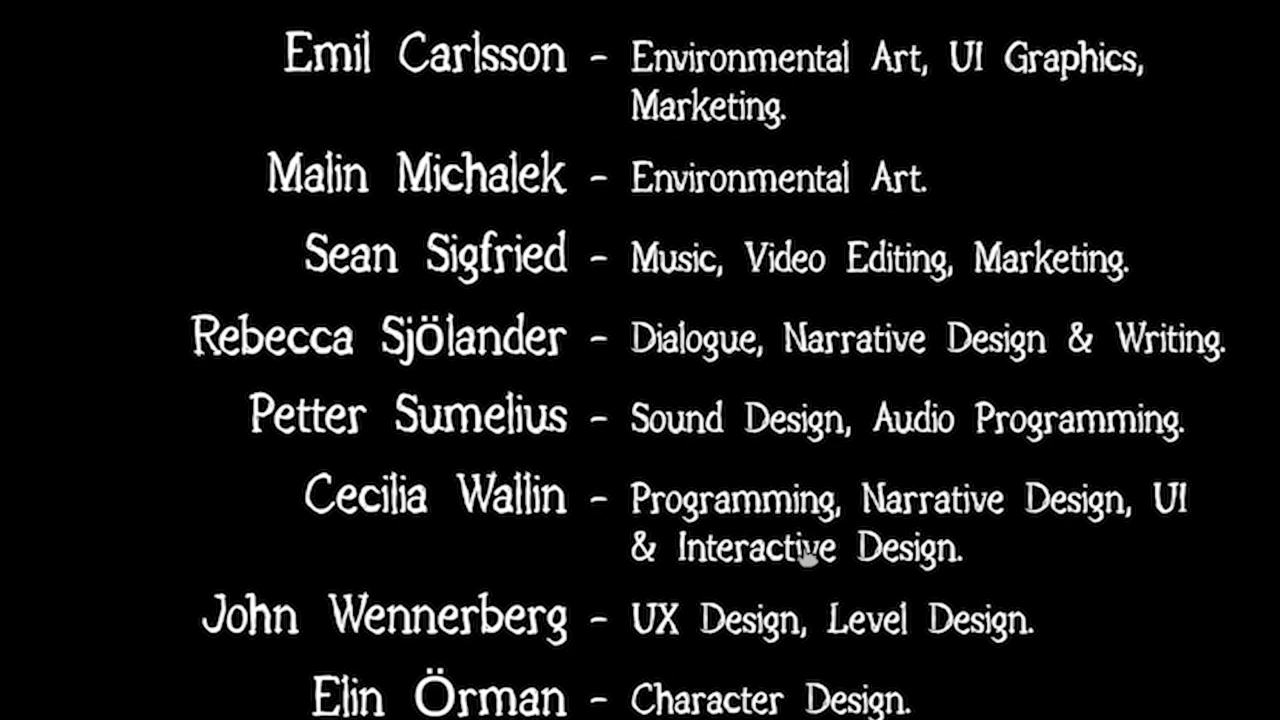 Emil Carlsson - Environmental Art, UI Graphics,
Marketing.
Malin Michalek - Environmental Art.
Sean Sigfried - Music, Video Editing, Marketing.
Rebecca Sjölander - Dialogue, Narrative Design & Writing.
Petter Sumelius - Sound Design, Audio Programming.
Cecilia Wallin - Programming, Narrative Design, UI
& Interactive Design.
John Wennerberg - UX Design, Level Design.
Elin Örman - Character Design.